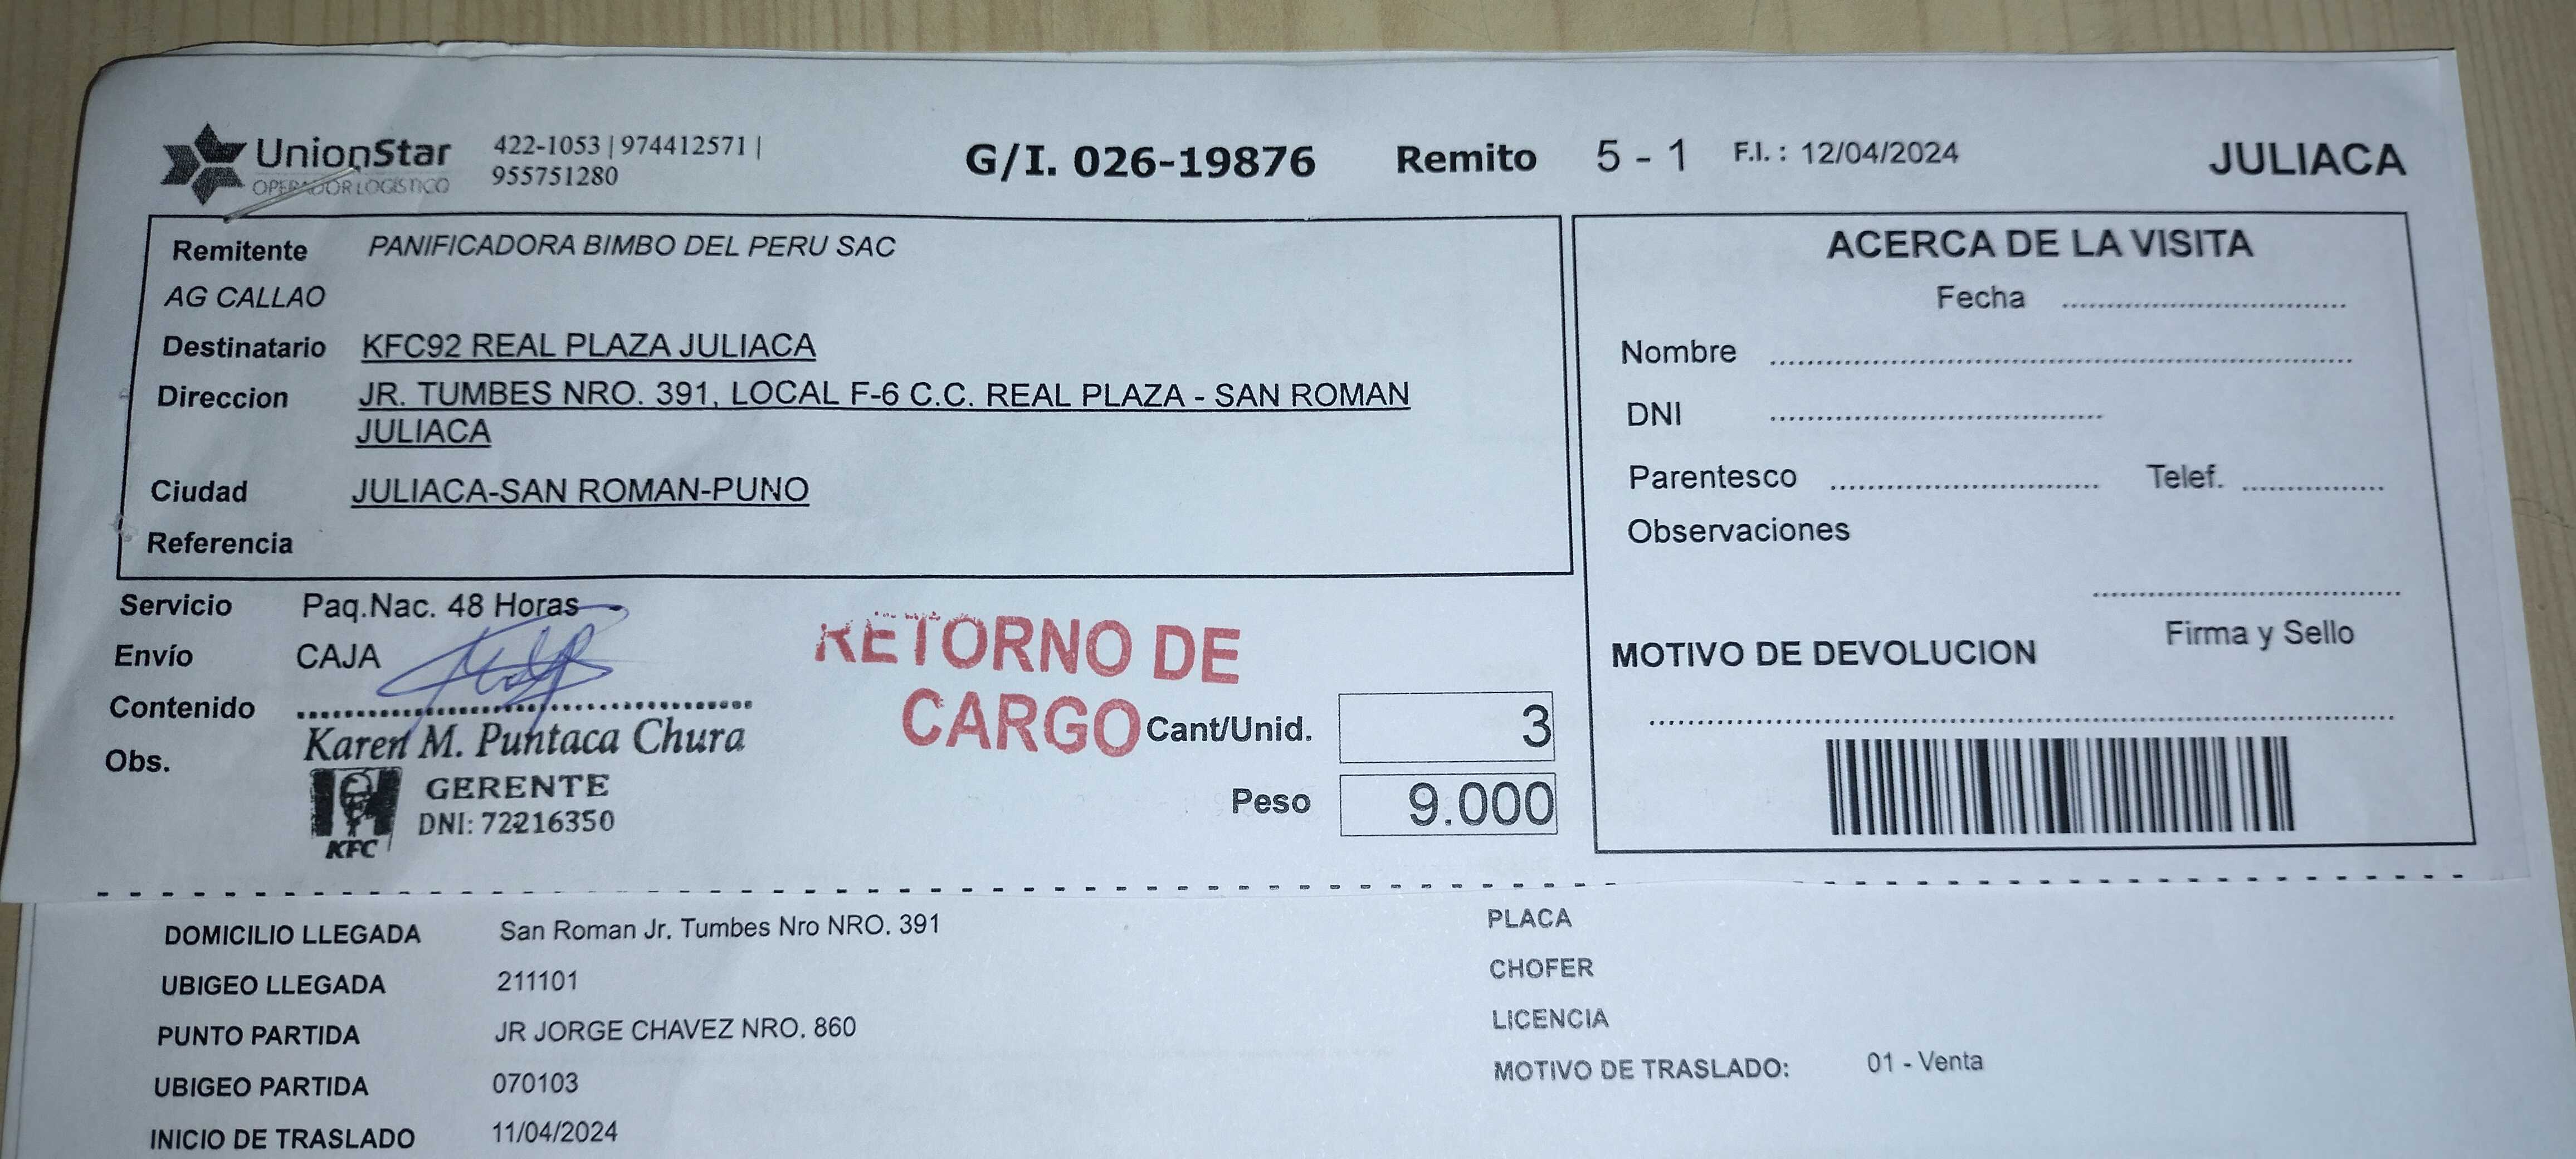 UnionStar
OPERADOR LOGISTICO
422-1053 | 974412571 |
955751280
G/I. 026-19876 Remito 5 - 1 F.I. : 12/04/2024 JULIACA
Remitente PANIFICADORA BIMBO DEL PERU SAC
AG CALLAO
Destinatario KFC92 REAL PLAZA JULIACA
Direccion JR. TUMBES NRO. 391, LOCAL F-6 C.C. REAL PLAZA - SAN ROMAN
JULIACA
Ciudad JULIACA-SAN ROMAN-PUNO
Referencia
ACERCA DE LA VISITA
Fecha
Nombre
DNI
Parentesco Telef.
Observaciones
Firma y Sello
MOTIVO DE DEVOLUCION
Servicio Paq.Nac. 48 Horas
Envío CAJA
Contenido
Obs.
Karen M. Puntaca Chura
GERENTE
DNI: 72216350
KFC
RETORNO DE
CARGO
Cant/Unid. 3
Peso 9.000
DOMICILIO LLEGADA San Roman Jr. Tumbes Nro NRO. 391
UBIGEO LLEGADA 211101
PUNTO PARTIDA JR JORGE CHAVEZ NRO. 860
UBIGEO PARTIDA 070103
INICIO DE TRASLADO 11/04/2024
PLACA
CHOFER
LICENCIA
MOTIVO DE TRASLADO: 01 - Venta